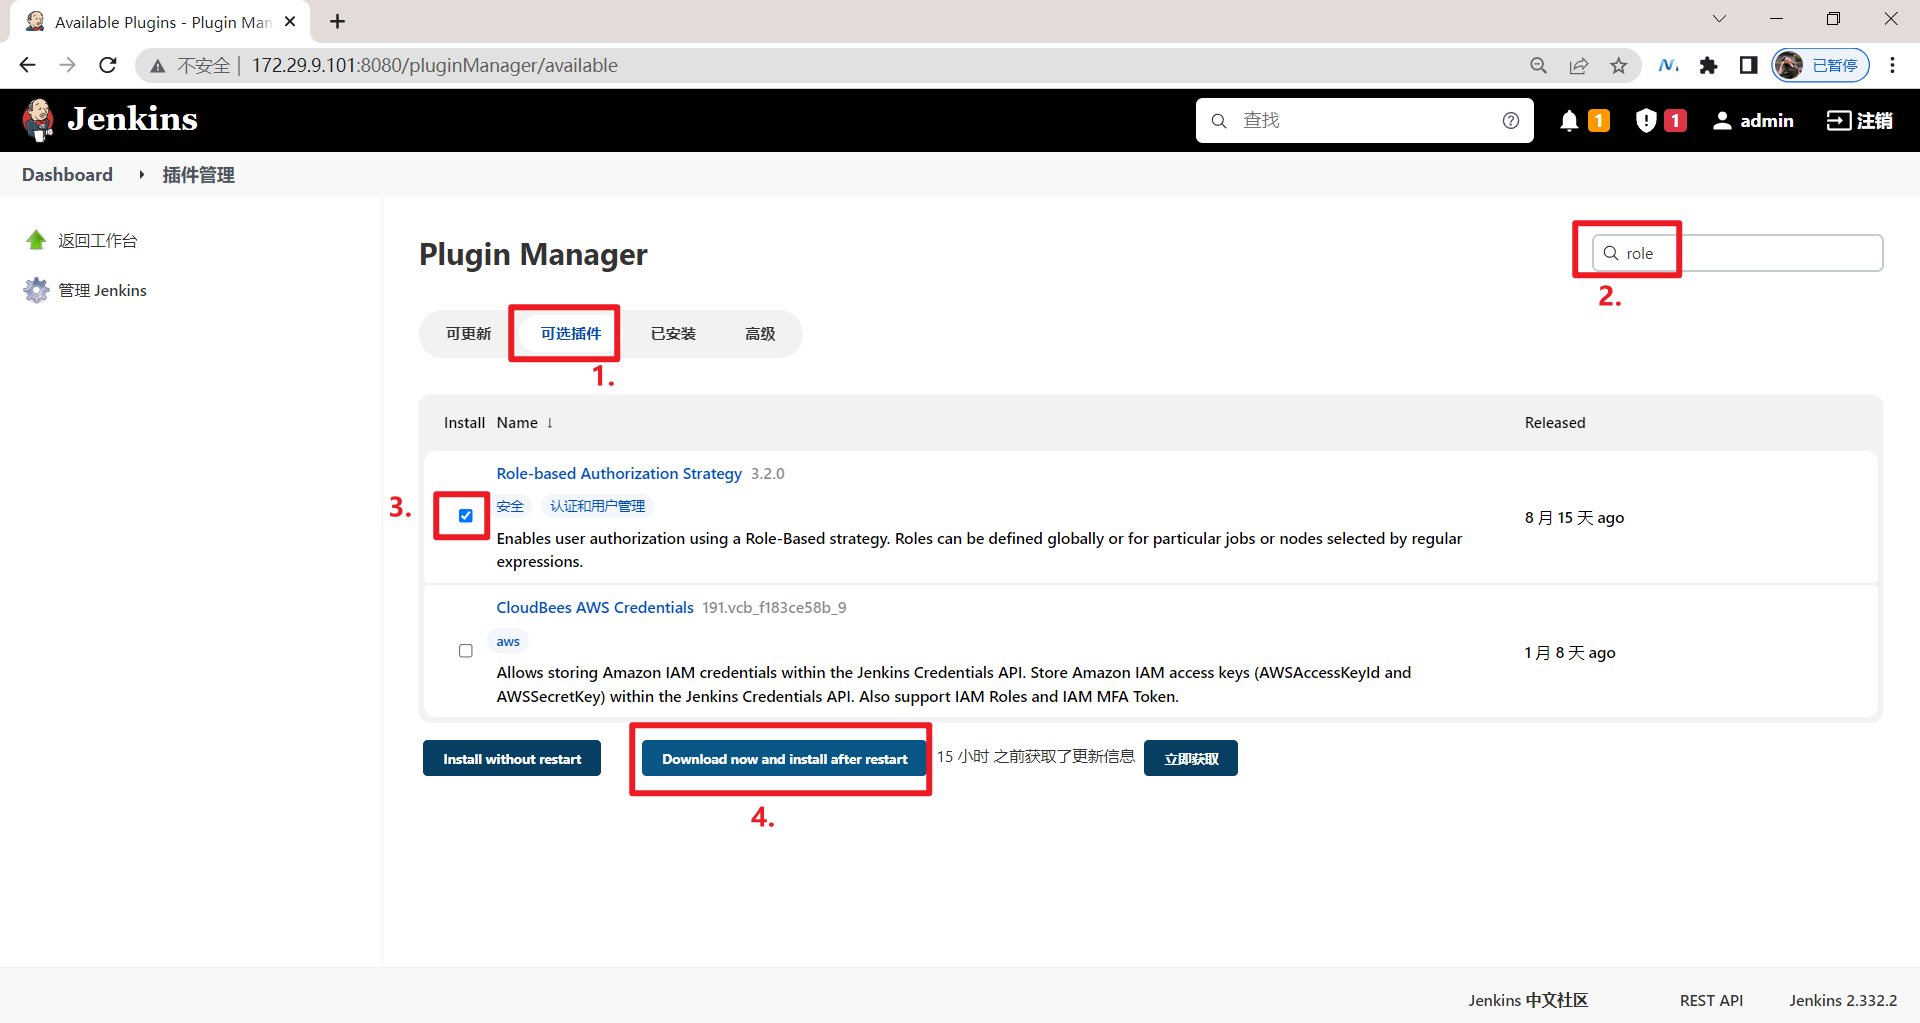 Available Plugins - Plugin Man
不安全 | 172.29.9.101:8080/pluginManager/available
已暂停
Jenkins
查找
1
1
admin
注销
Dashboard
插件管理
返回工作台
管理 Jenkins
Plugin Manager
role
2.
可更新
可选插件
已安装
高级
1.
Install
Name ↓
Released
Role-based Authorization Strategy 3.2.0
3.
安全
认证和用户管理
Enables user authorization using a Role-Based strategy. Roles can be defined globally or for particular jobs or nodes selected by regular
expressions.
8 月 15 天 ago
CloudBees AWS Credentials 191.vcb_f183ce58b_9
aws
Allows storing Amazon IAM credentials within the Jenkins Credentials API. Store Amazon IAM access keys (AWSAccessKeyId and
AWSSecretKey) within the Jenkins Credentials API. Also support IAM Roles and IAM MFA Token.
1 月 8 天 ago
Install without restart
Download now and install after restart
15 小时 之前获取了更新信息
立即获取
4.
Jenkins 中文社区
REST API
Jenkins 2.332.2